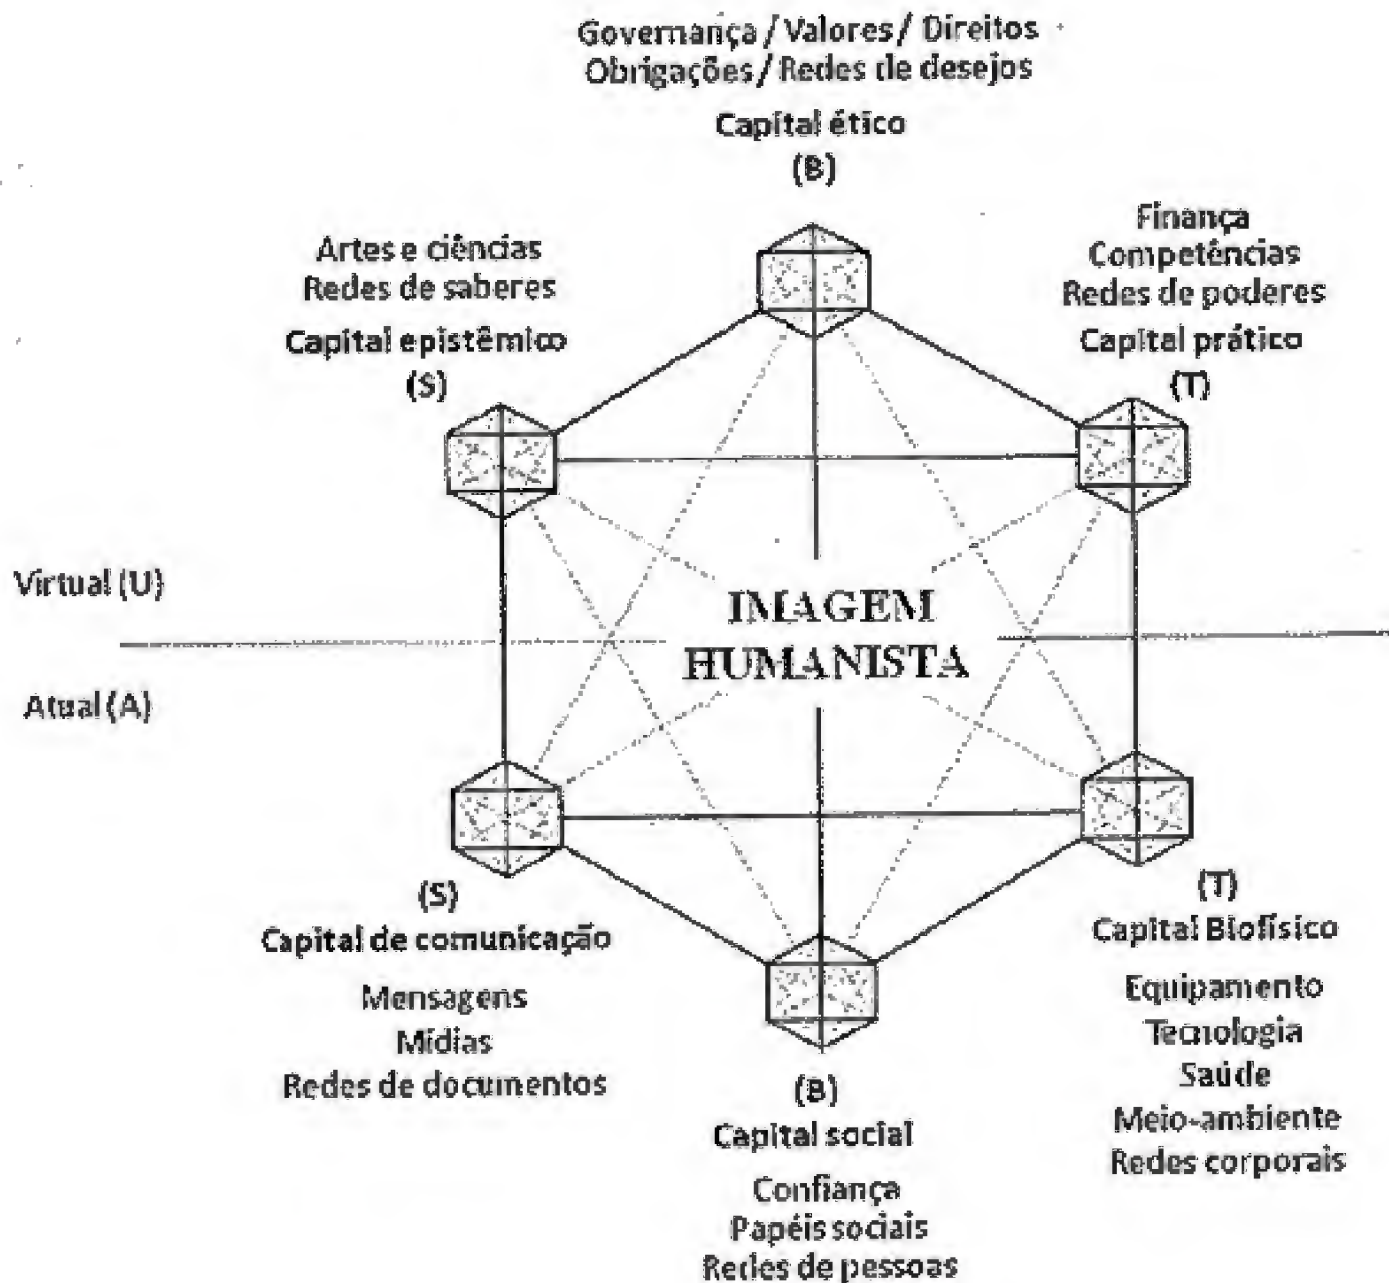 Governança / Valores / Direitos
Obrigações / Redes de desejos
Capital ético
(B)
Artes e ciências
Redes de saberes
Capital epistêmico
(S)
Finança
Competências
Redes de poderes
Capital prático
(T)
Virtual (U)
IMAGEM
HUMANISTA
Atual (A)
(S)
Capital de comunicação
Mensagens
Mídias
Redes de documentos
(B)
Capital social
Confiança
Papéis sociais
Redes de pessoas
(T)
Capital Biofísico
Equipamento
Tecnologia
Saúde
Meio-ambiente
Redes corporais